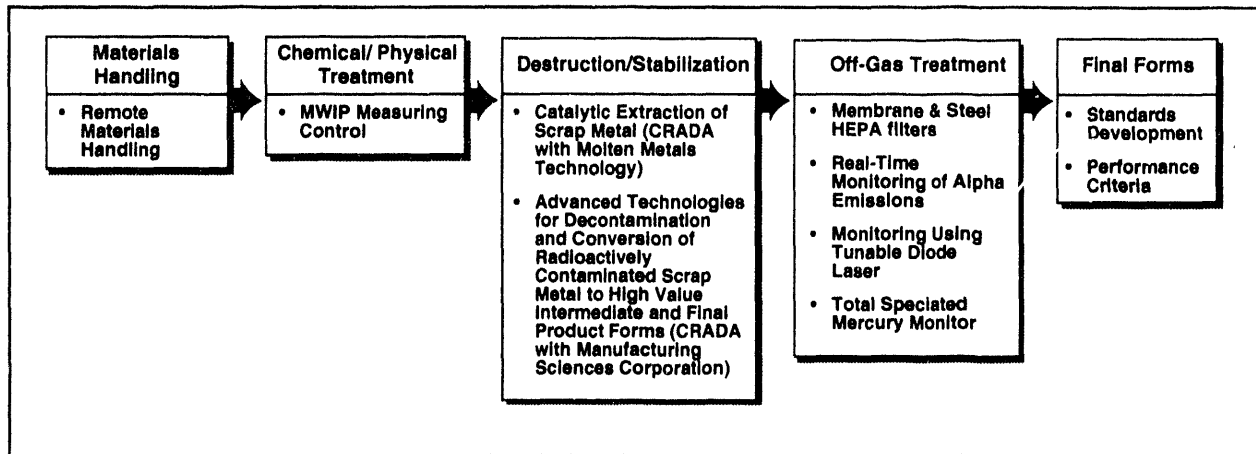 Materials
Handling
• Remote
Materials
Handling
Chemical/ Physical
Treatment
• MWIP Measuring
Control
Destruction/Stabilization
• Catalytic Extraction of
Scrap Metal (CRADA
with Molten Metals
Technology)
• Advanced Technologies
for Decontamination
and Conversion of
Radioactively
Contaminated Scrap
Metal to High Value
Intermediate and Final
Product Forms (CRADA
with Manufacturing
Sciences Corporation)
Off-Gas Treatment
• Membrane & Steel
HEPA filters
• Real-Time
Monitoring of Alpha
Emissions
• Monitoring Using
Tunable Diode
Laser
• Total Speciated
Mercury Monitor
Final Forms
• Standards
Development
• Performance
Criteria